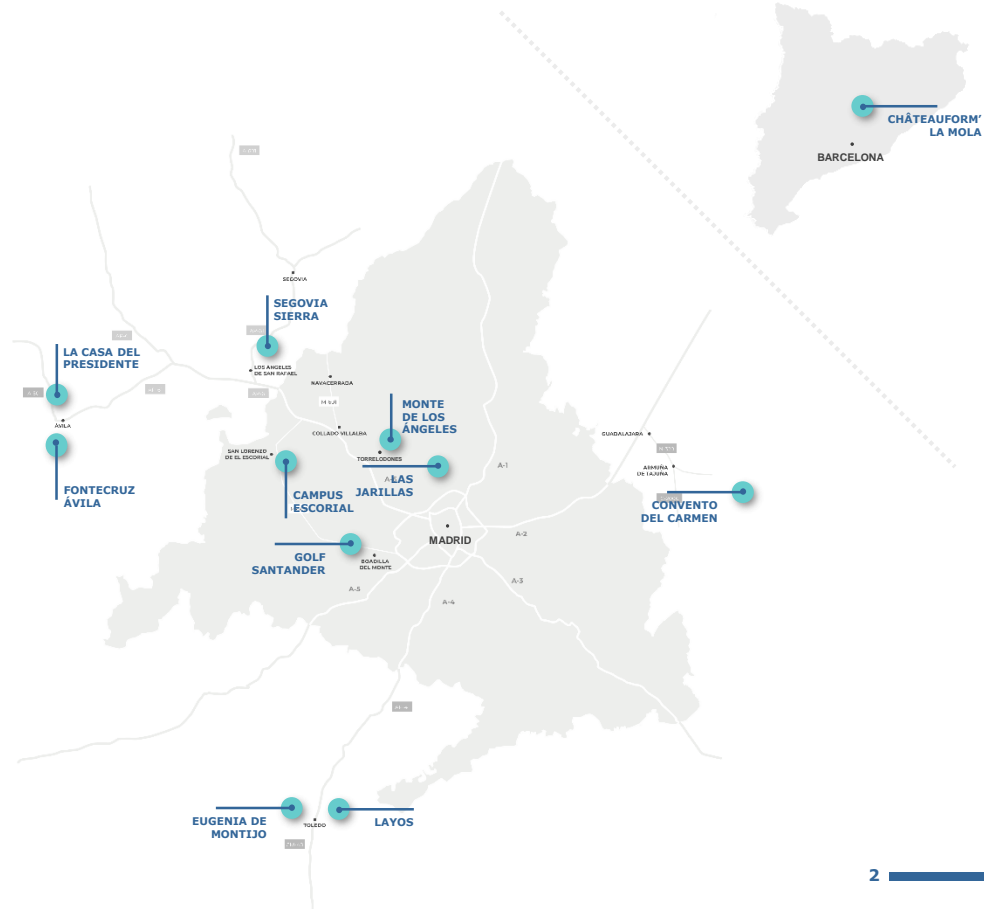 CHÂTEAUFORM’
LA MOLA
BARCELONA
SEGOVIA
SEGOVIA
SIERRA
LA CASA DEL
PRESIDENTE
LOS ÁNGELES
DE SAN RAFAEL
NAVACERRADA
ÁVILA
MONTE
DE LOS
ÁNGELES
COLLADO VILLALBA
GUADALAJARA
SAN LORENZO
DE EL ESCORIAL
TORRELODONES
A-1
ARMUÑA
DE TAJUÑA
LAS
JARILLAS
FONTECRUZ
ÁVILA
CAMPUS
ESCORIAL
CONVENTO
DEL CARMEN
MADRID
A-2
GOLF
SANTANDER
BOADILLA
DEL MONTE
A-5
A-3
A-4
EUGENIA DE
MONTIJO
TOLEDO
LAYOS
2